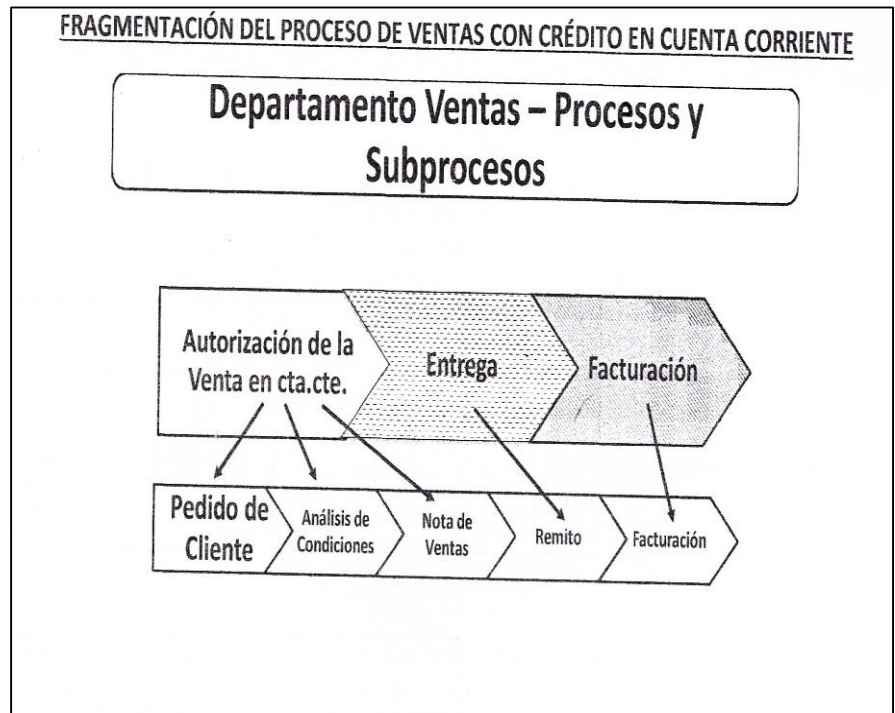 FRAGMENTACIÓN DEL PROCESO DE VENTAS CON CRÉDITO EN CUENTA CORRIENTE
Departamento Ventas – Procesos y
Subprocesos
Autorización de la
Venta en cta.cte.
Entrega
Facturación
Pedido de
Cliente
Análisis de
Condiciones
Nota de
Ventas
Remito
Facturación